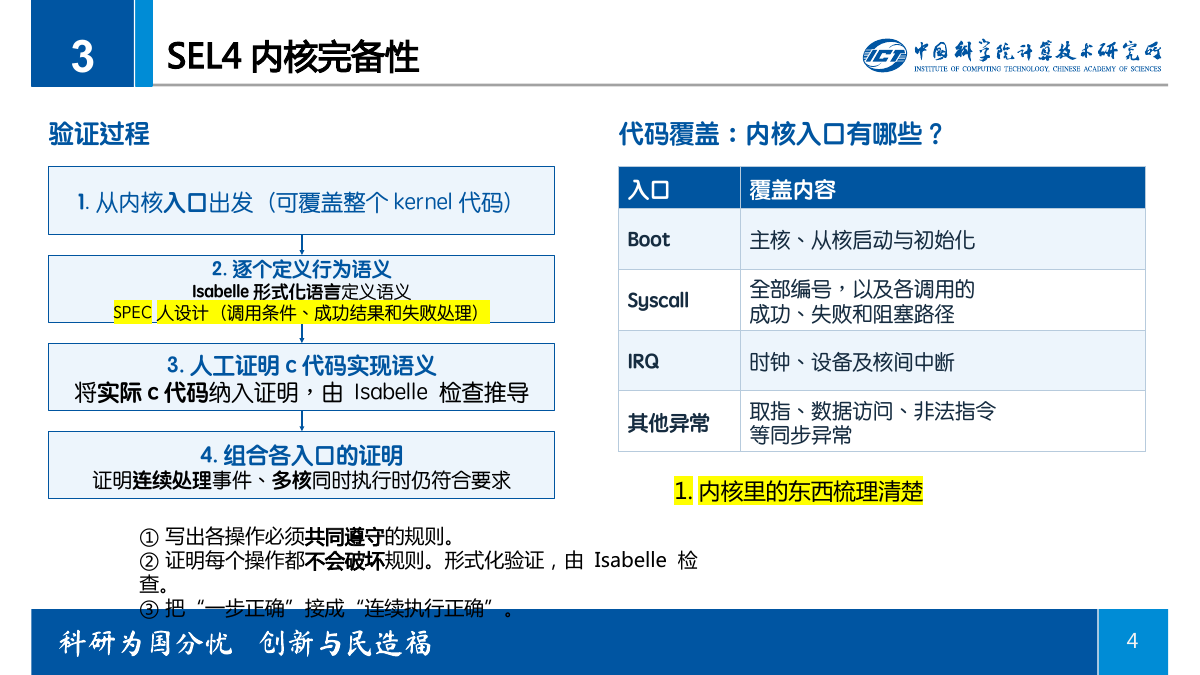 3
SEL4 内核完备性
中国科学院计算技术研究所
INSTITUTE OF COMPUTING TECHNOLOGY, CHINESE ACADEMY OF SCIENCES
ICT
验证过程
1. 从内核入口出发（可覆盖整个 kernel 代码）
2. 逐个定义行为语义
Isabelle 形式化语言定义语义
SPEC 人设计（调用条件、成功结果和失败处理）
3. 人工证明 c 代码实现语义
将实际 c 代码纳入证明，由 Isabelle 检查推导
4. 组合各入口的证明
证明连续处理事件、多核同时执行时仍符合要求
① 写出各操作必须共同遵守的规则。
② 证明每个操作都不会破坏规则。形式化验证，由 Isabelle 检
查。
③ 把“一步正确”接成“连续执行正确”。
代码覆盖：内核入口有哪些？
入口 覆盖内容
Boot 主核、从核启动与初始化
Syscall 全部编号，以及各调用的
成功、失败和阻塞路径
IRQ 时钟、设备及核间中断
其他异常 取指、数据访问、非法指令
等同步异常
1. 内核里的东西梳理清楚
科研为国分忧 创新与民造福
4